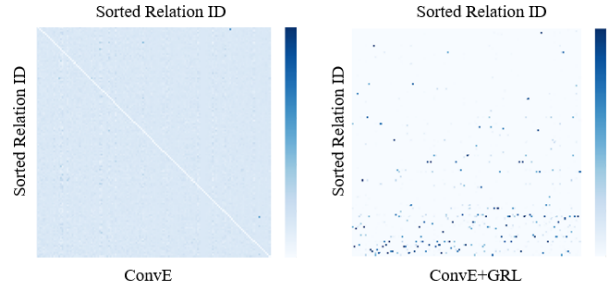 Sorted Relation ID
Sorted Relation ID
Sorted Relation ID
Sorted Relation ID
ConvE
ConvE+GRL